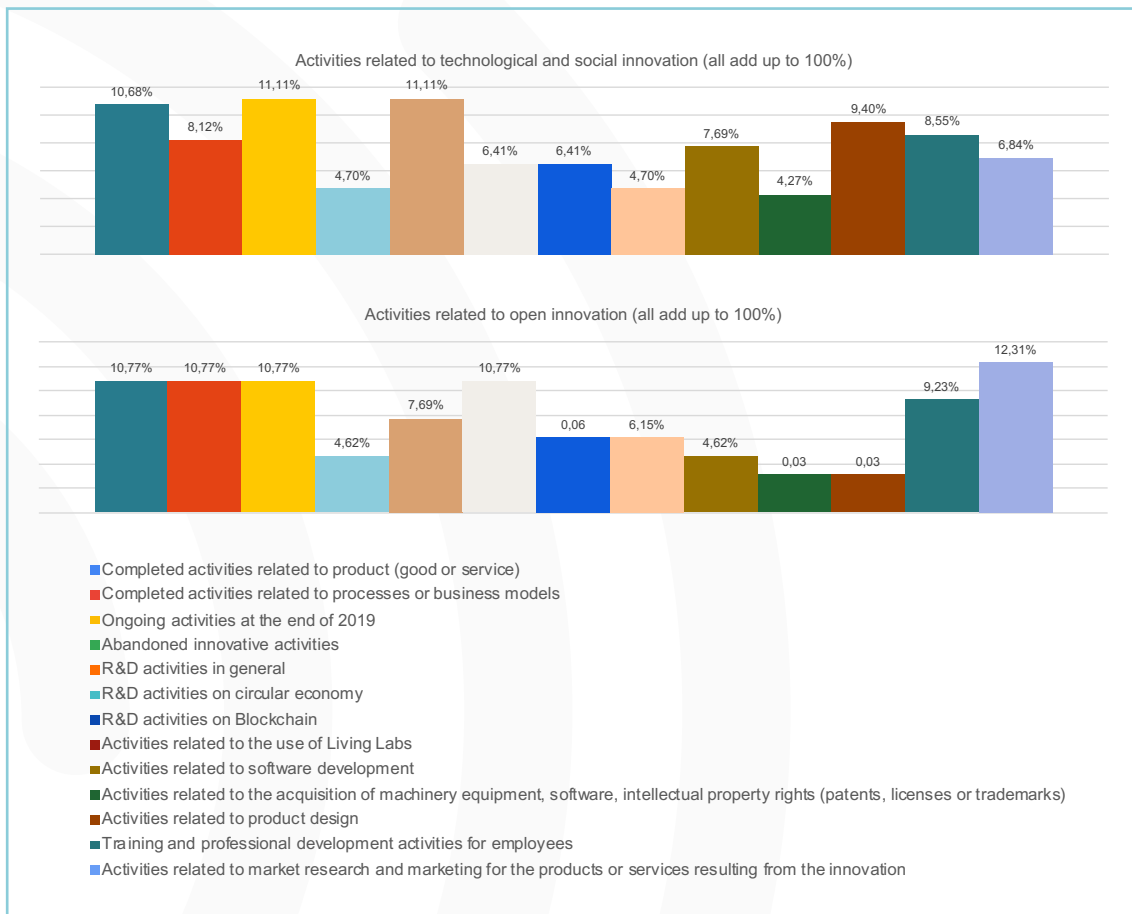 Activities related to technological and social innovation (all add up to 100%)
10,68%
8,12%
11,11%
4,70%
11,11%
6,41%
6,41%
4,70%
7,69%
4,27%
9,40%
8,55%
6,84%
Activities related to open innovation (all add up to 100%)
10,77%
10,77%
10,77%
4,62%
7,69%
10,77%
0,06
6,15%
4,62%
0,03
0,03
9,23%
12,31%
Completed activities related to product (good or service)
Completed activities related to processes or business models
Ongoing activities at the end of 2019
Abandoned innovative activities
R&D activities in general
R&D activities on circular economy
R&D activities on Blockchain
Activities related to the use of Living Labs
Activities related to software development
Activities related to the acquisition of machinery equipment, software, intellectual property rights (patents, licenses or trademarks)
Activities related to product design
Training and professional development activities for employees
Activities related to market research and marketing for the products or services resulting from the innovation